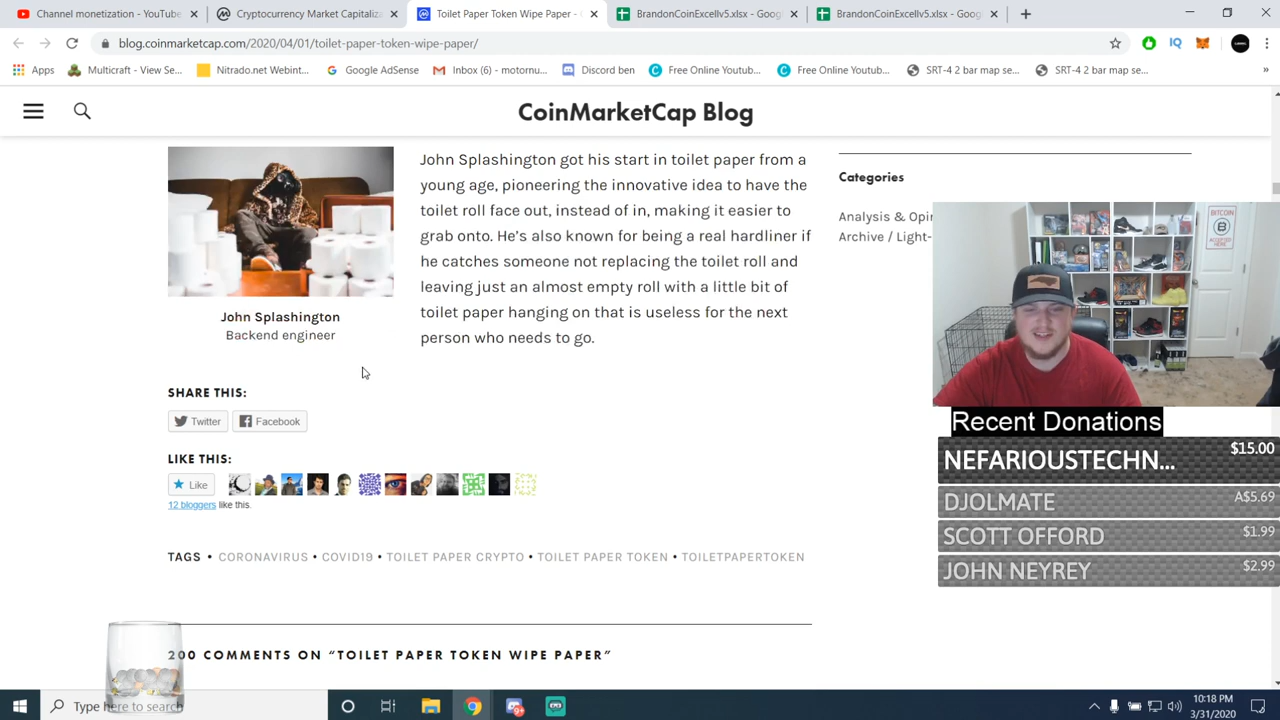 Channel monetization - YouTube
Cryptocurrency Market Capitaliza
Toilet Paper Token Wipe Paper -
BrandonCoinExcellv5.xlsx - Goog
BrandonCoinExcellv5.xlsx - Goog
blog.coinmarketcap.com/2020/04/01/toilet-paper-token-wipe-paper/
IQ
Apps
Multicraft - View Se...
Nitrado.net Webint...
Google AdSense
Inbox (6) - motornu...
Discord ben
Free Online Youtub...
Free Online Youtub...
SRT-4 2 bar map se...
SRT-4 2 bar map se...
»
CoinMarketCap Blog
John Splashington
Backend engineer
John Splashington got his start in toilet paper from a
young age, pioneering the innovative idea to have the
toilet roll face out, instead of in, making it easier to
grab onto. He's also known for being a real hardliner if
he catches someone not replacing the toilet roll and
leaving just an almost empty roll with a little bit of
toilet paper hanging on that is useless for the next
person who needs to go.
Categories
Analysis & Opi
Archive / Light-
BITCOIN
B
ACCEPTED
HERE
SHARE THIS:
Twitter
Facebook
LIKE THIS:
Like
12 bloggers like this.
TAGS • CORONAVIRUS • COVID19 • TOILET PAPER CRYPTO • TOILET PAPER TOKEN • TOILETPAPERTOKEN
200 COMMENTS ON “TOILET PAPER TOKEN WIPE PAPER”
Recent Donations
NEFARIOUSTECHN... $15.00
DJOLMATE A$5.69
SCOTT OFFORD $1.99
JOHN NEYREY $2.99
Type here to search
10:18 PM
3/31/2020